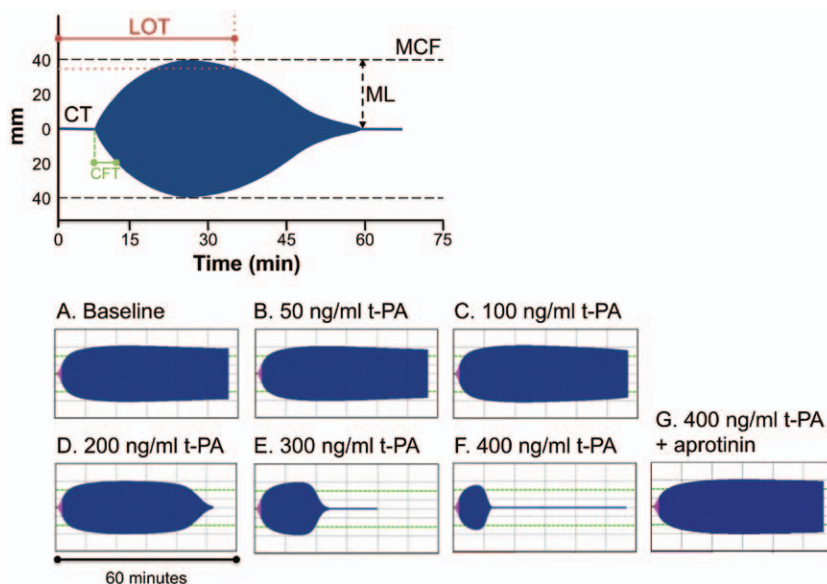 LOT
MCF
40
20
CT
ML
mm
0
20
CFT
40
0
15
30
45
60
75
Time (min)
A. Baseline
B. 50 ng/ml t-PA
C. 100 ng/ml t-PA
D. 200 ng/ml t-PA
E. 300 ng/ml t-PA
F. 400 ng/ml t-PA
G. 400 ng/ml t-PA
+ aprotinin
60 minutes